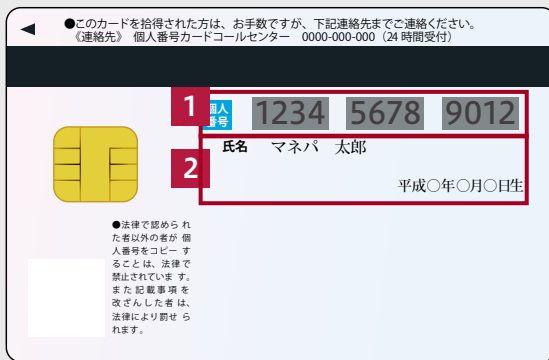 ●このカードを拾得された方は、お手数ですが、下記連絡先までご連絡ください。
《連絡先》 個人番号カードコールセンター 0000-000-000（24時間受付）
1
個人
番号
1234 5678 9012
2
氏名 マネパ 太郎
平成〇年〇月〇日生
●法律で認められ
た者以外の者が 個
人番号をコピー す
ることは、法律で
禁止されていま す。
また記載事項を
改ざんした者 は、
法律により罰せ ら
れます。